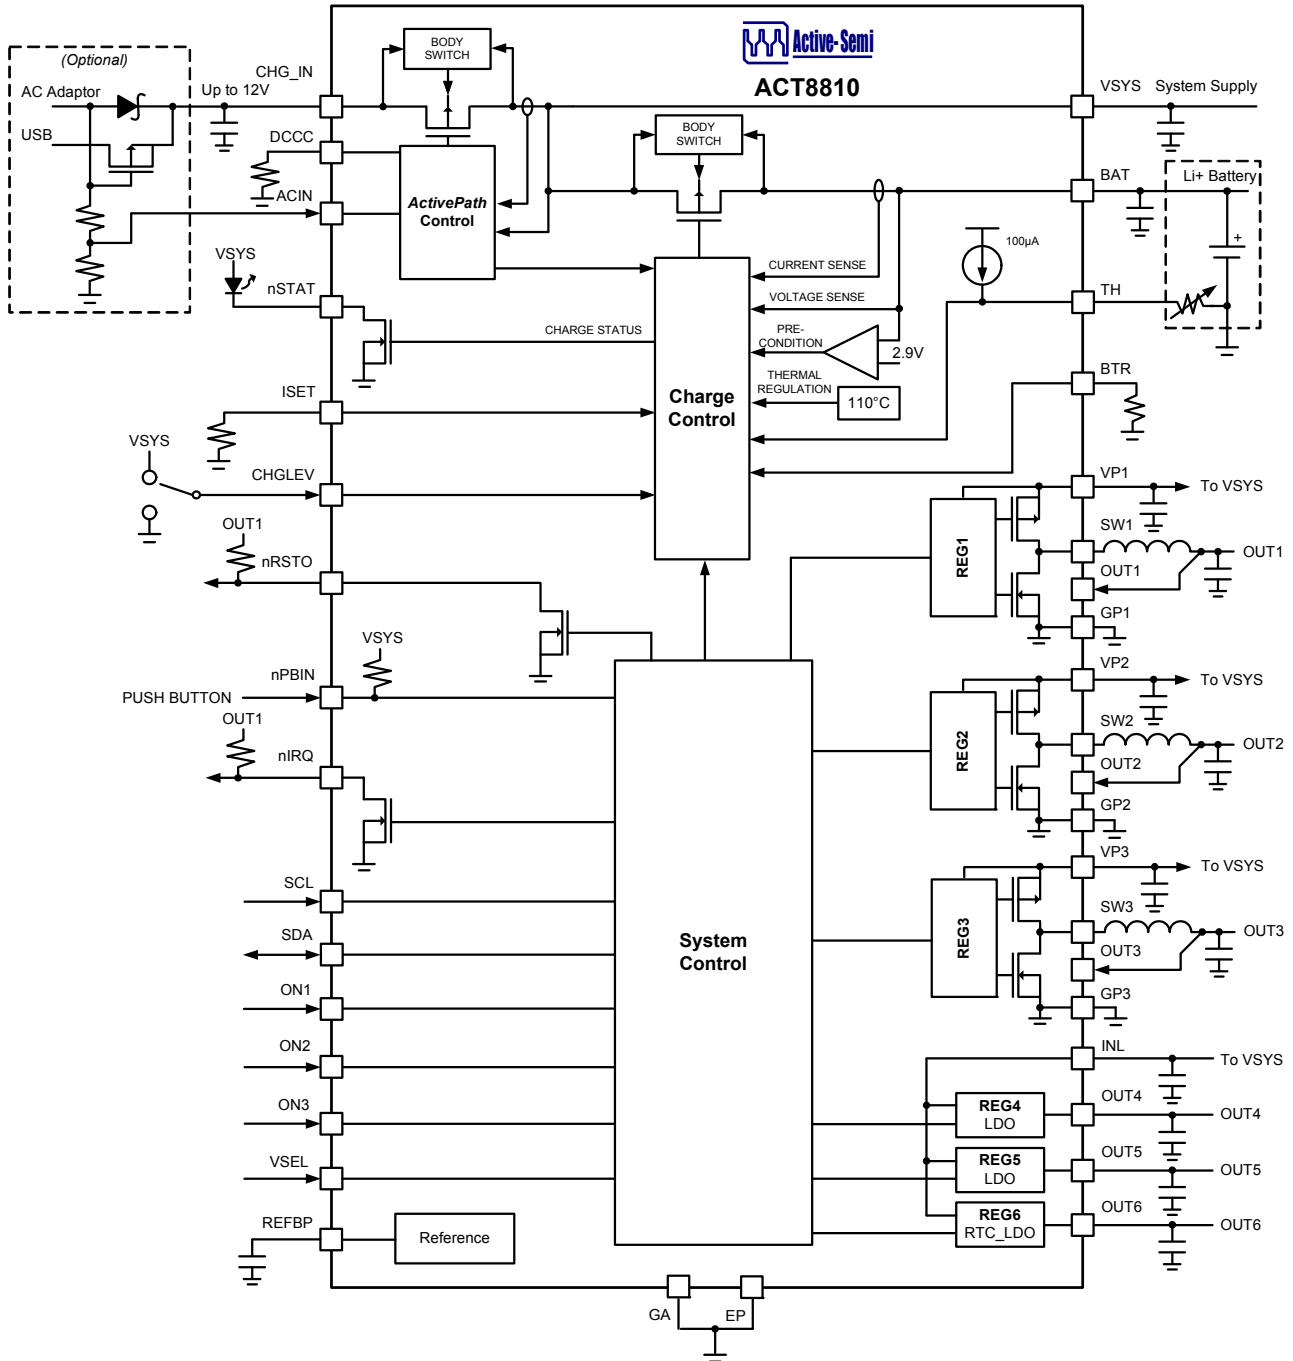 Active-Semi
ACT8810
(Optional)
AC Adaptor
USB
Up to 12V
CHG_IN
BODY
SWITCH
VSYS
System Supply
DCCC
ACIN
ActivePath
Control
BODY
SWITCH
BAT
Li+ Battery
+
VSYS
nSTAT
100µA
TH
CURRENT SENSE
VOLTAGE SENSE
CHARGE STATUS
PRE-
CONDITION
2.9V
THERMAL
REGULATION
110°C
Charge
Control
ISET
BTR
VSYS
CHGLEV
VP1
To VSYS
SW1
REG1
OUT1
OUT1
GP1
OUT1
nRSTO
VSYS
nPBIN
PUSH BUTTON
VP2
To VSYS
SW2
REG2
OUT2
OUT2
GP2
OUT1
nIRQ
VP3
To VSYS
SW3
REG3
OUT3
OUT3
GP3
SCL
SDA
System
Control
ON1
ON2
ON3
VSEL
REFBP
Reference
INL
To VSYS
REG4
LDO
OUT4
OUT4
REG5
LDO
OUT5
OUT5
REG6
RTC_LDO
OUT6
OUT6
GA
EP